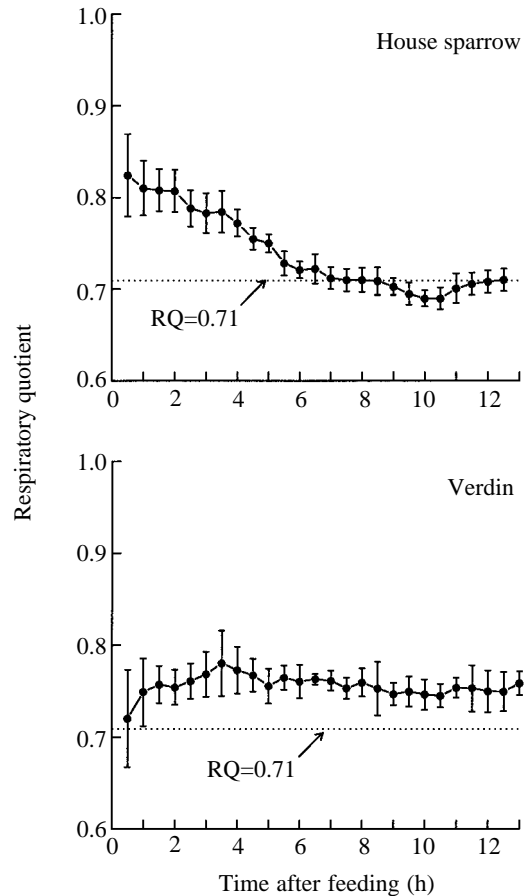 1.0
House sparrow
0.9
0.8
0.7
RQ=0.71
0.6
0 2 4 6 8 10 12
Respiratory quotient
1.0
Verdin
0.9
0.8
0.7
RQ=0.71
0.6
0 2 4 6 8 10 12
Time after feeding (h)